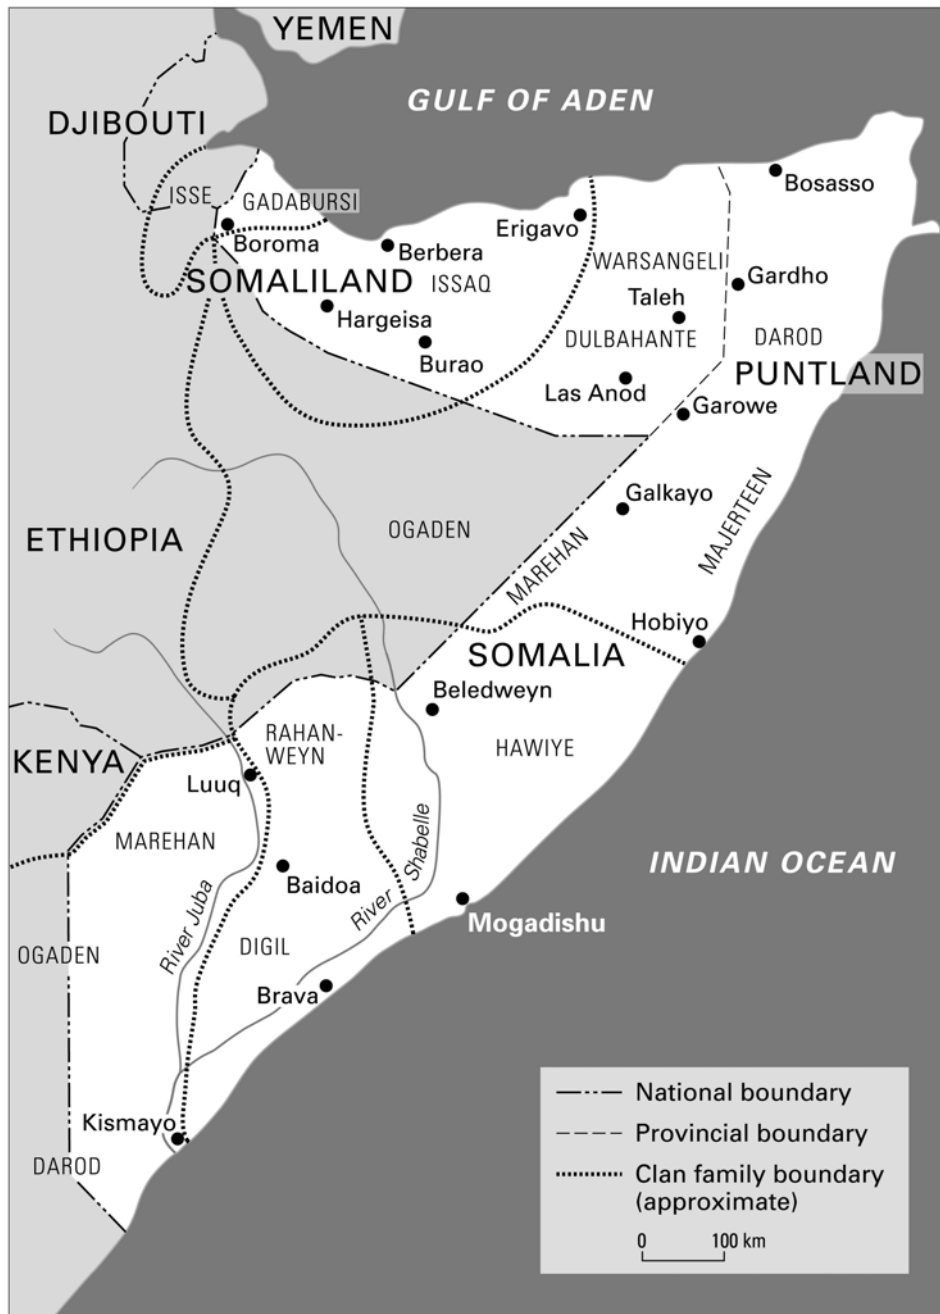 YEMEN
GULF OF ADEN
DJIBOUTI
ISSE
GADABURSI
Bosasso
Boroma
Erigavo
Berbera
WARSANGELI
SOMALILAND
ISSAQ
Gardho
Taleh
Hargeisa
DULBAHANTE
DAROD
Burao
PUNTLAND
Las Anod
Garowe
Galkayo
MAJERTEEN
OGADEN
ETHIOPIA
MAREHAN
Hobiyo
SOMALIA
Beledweyn
RAHAN-
WEYN
HAWIYE
KENYA
Luuq
MAREHAN
River Shabelle
INDIAN OCEAN
Baidoa
Mogadishu
River Juba
DIGIL
OGADEN
Brava
Kismayo
DAROD
National boundary
Provincial boundary
Clan family boundary
(approximate)
0 100 km